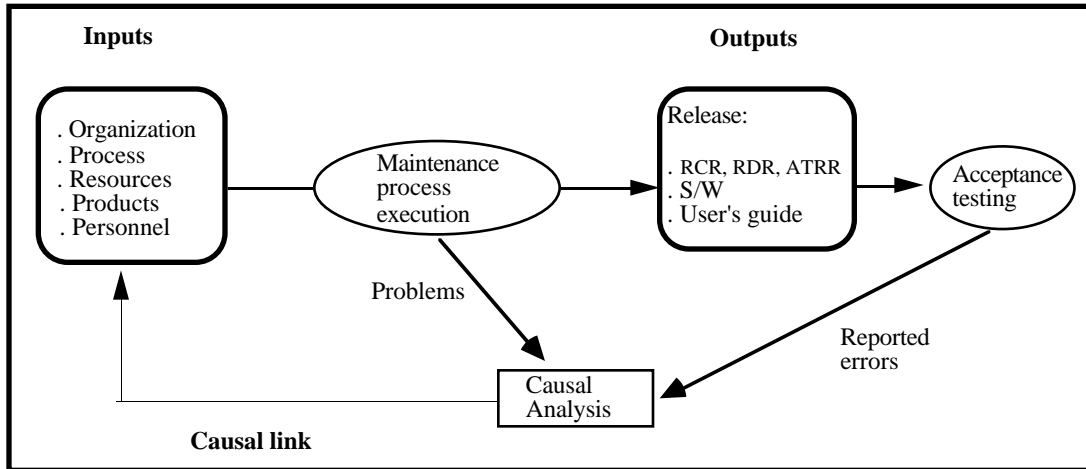 Inputs
Outputs
. Organization
. Process
. Resources
. Products
. Personnel
Maintenance
process
execution
Release:
. RCR, RDR, ATRR
. S/W
. User's guide
Acceptance
testing
Problems
Reported
errors
Causal
Analysis
Causal link